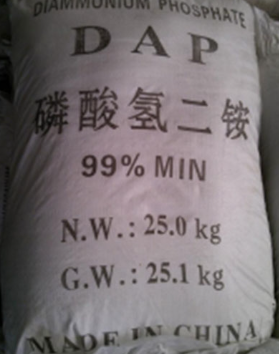 DIAMMONIUM PHOSPHATE
DAP
磷酸氢二铵
99% MIN
N.W.: 25.0 kg
G.W.: 25.1 kg
MADE IN CHINA